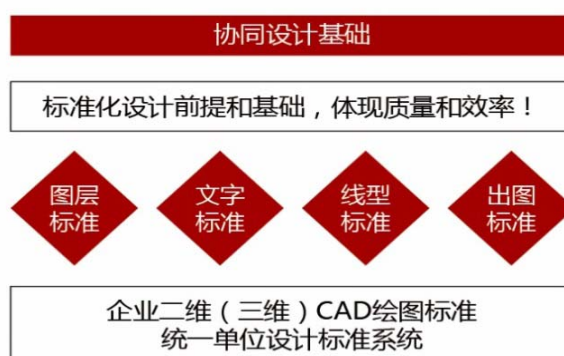 协同设计基础
标准化设计前提和基础，体现质量和效率！
图层
标准
文字
标准
线型
标准
出图
标准
企业二维（三维）CAD绘图标准
统一单位设计标准系统